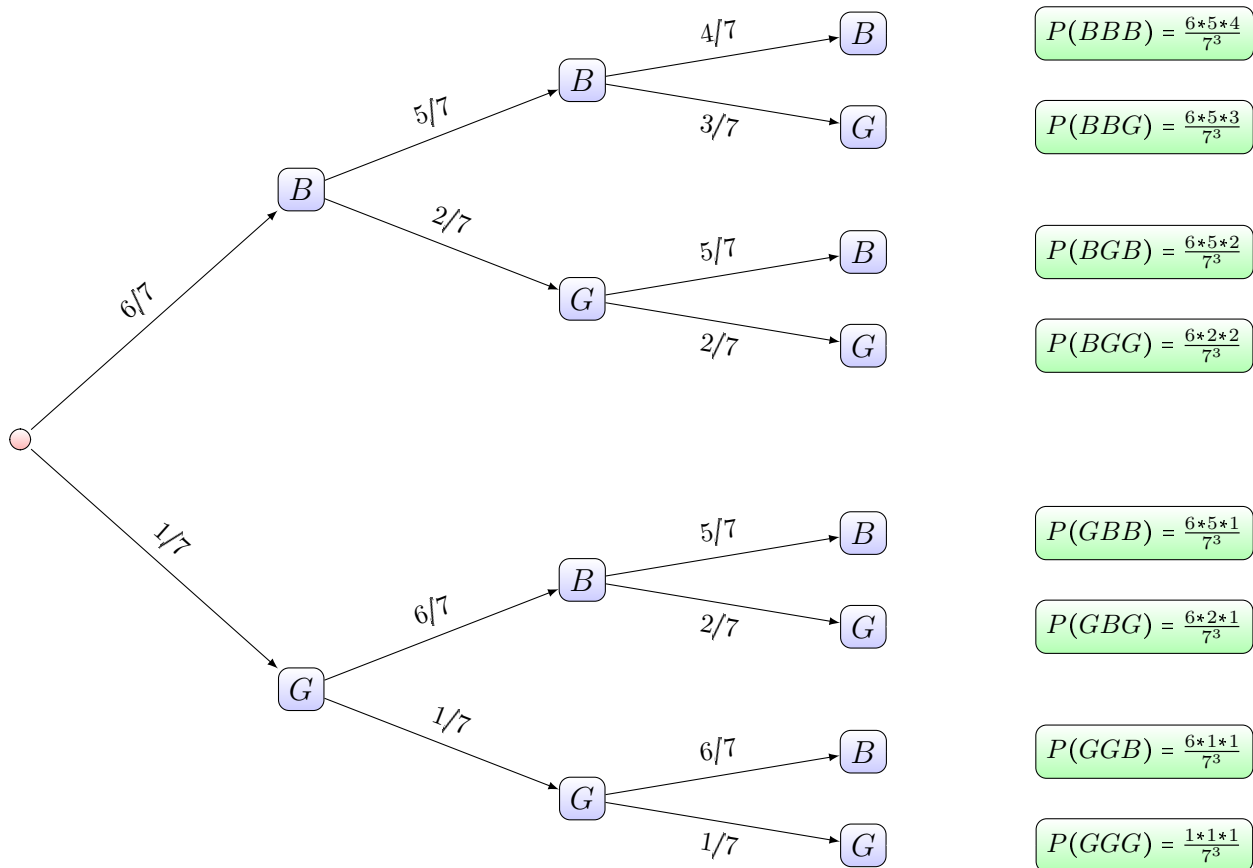 4/7
B
P(BBB) = 6*5*4/7³
B
5/7
3/7
G
P(BBG) = 6*5*3/7³
B
2/7
5/7
B
P(BGB) = 6*5*2/7³
6/7
G
2/7
G
P(BGG) = 6*2*2/7³
1/7
5/7
B
P(GBB) = 6*5*1/7³
B
6/7
2/7
G
P(GBG) = 6*2*1/7³
G
1/7
6/7
B
P(GGB) = 6*1*1/7³
G
1/7
G
P(GGG) = 1*1*1/7³